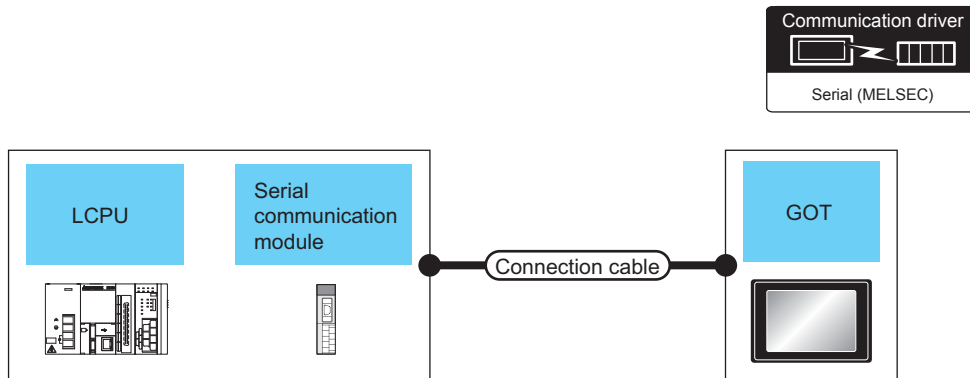 Communication driver
Serial (MELSEC)
LCPU
Serial
communication
module
Connection cable
GOT